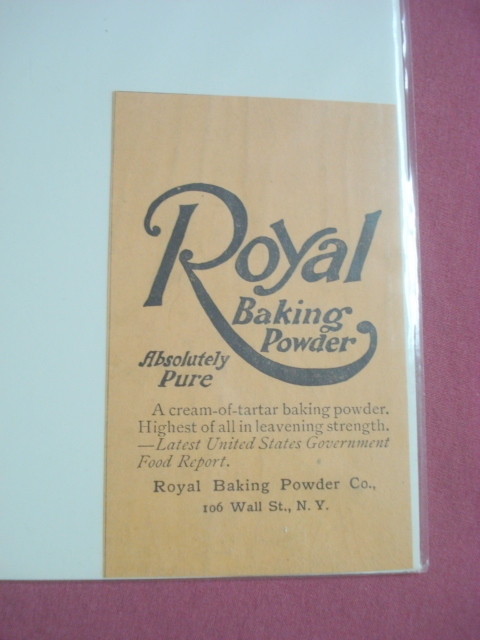 Royal
Baking
Powder
Absolutely
Pure
A cream-of-tartar baking powder.
Highest of all in leavening strength.
—Latest United States Government
Food Report.
Royal Baking Powder Co.,
106 Wall St., N. Y.